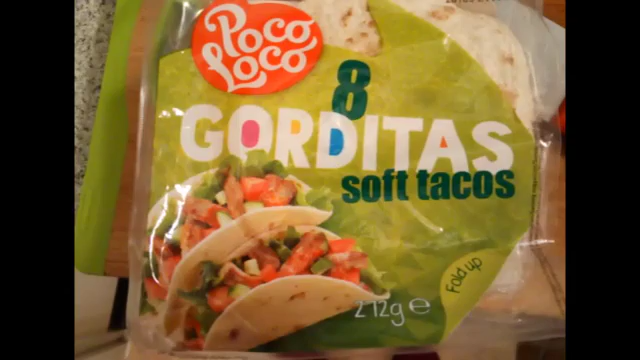 Poco
Loco
8
GORDITAS
soft tacos
Fold up
212g e